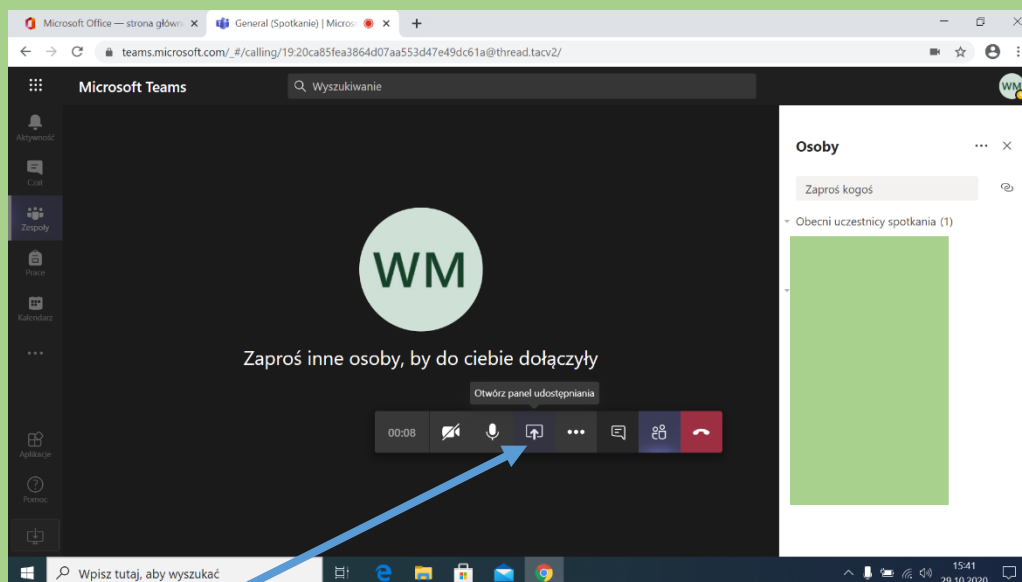 Microsoft Office — strona główn
General (Spotkanie) | Micros
teams.microsoft.com/_#/calling/19:20ca85fea3864d07aa553d47e49dc61a@thread.tacv2/
Microsoft Teams
Wyszukiwanie
WM
Aktywność
Czat
Zespoły
Prace
Kalendarz
Aplikacje
Pomoc
WM
Zaproś inne osoby, by do ciebie dołączyły
Otwórz panel udostępniania
00:08
Osoby
Zaproś kogoś
Obecni uczestnicy spotkania (1)
Wpisz tutaj, aby wyszukać
15:41
29.10.2020